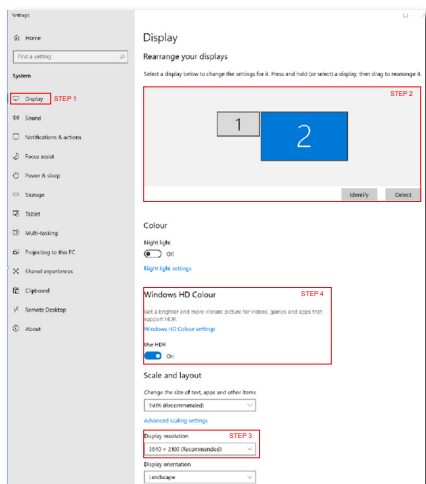 Settings
Home
Find a setting
System
Display STEP 1
Sound
Notifications & actions
Focus assist
Power & sleep
Storage
Tablet
Multi-tasking
Projecting to this PC
Shared experiences
Clipboard
Remote Desktop
About
Display
Rearrange your displays
Select a display below to change the settings for it. Press and hold (or select) a display, then drag to rearrange it.
STEP 2
1
2
Identify Detect
Colour
Night light
Off
Night light settings
Windows HD Colour STEP 4
Get a brighter and more vibrant picture for videos, games and apps that
support HDR.
Windows HD Colour settings
Use HDR
On
Scale and layout
Change the size of text, apps and other items
150% (Recommended)
Advanced scaling settings
Display resolution STEP 3
3840 × 2160 (Recommended)
Display orientation
Landscape